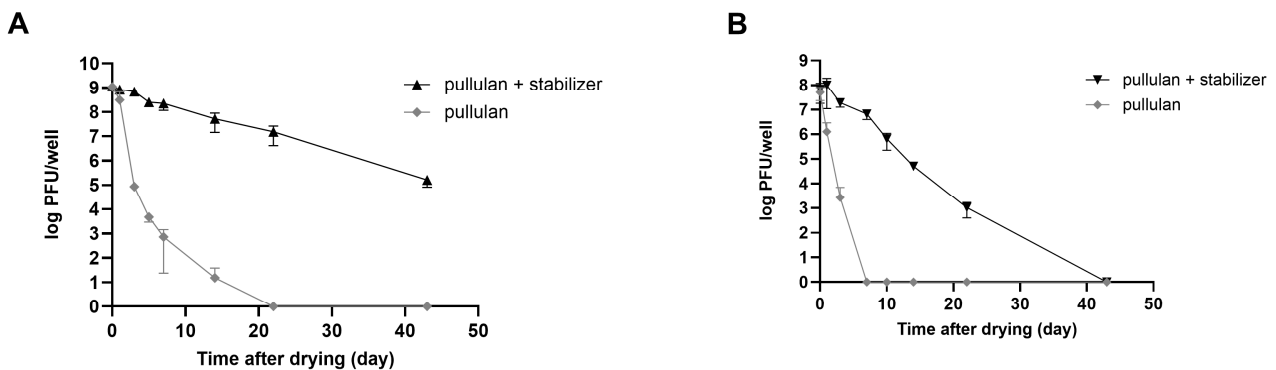 A
log PFU/well
10
9
8
7
6
5
4
3
2
1
0
0 10 20 30 40 50
Time after drying (day)
pullulan + stabilizer
pullulan
B
log PFU/well
9
8
7
6
5
4
3
2
1
0
0 10 20 30 40 50
Time after drying (day)
pullulan + stabilizer
pullulan